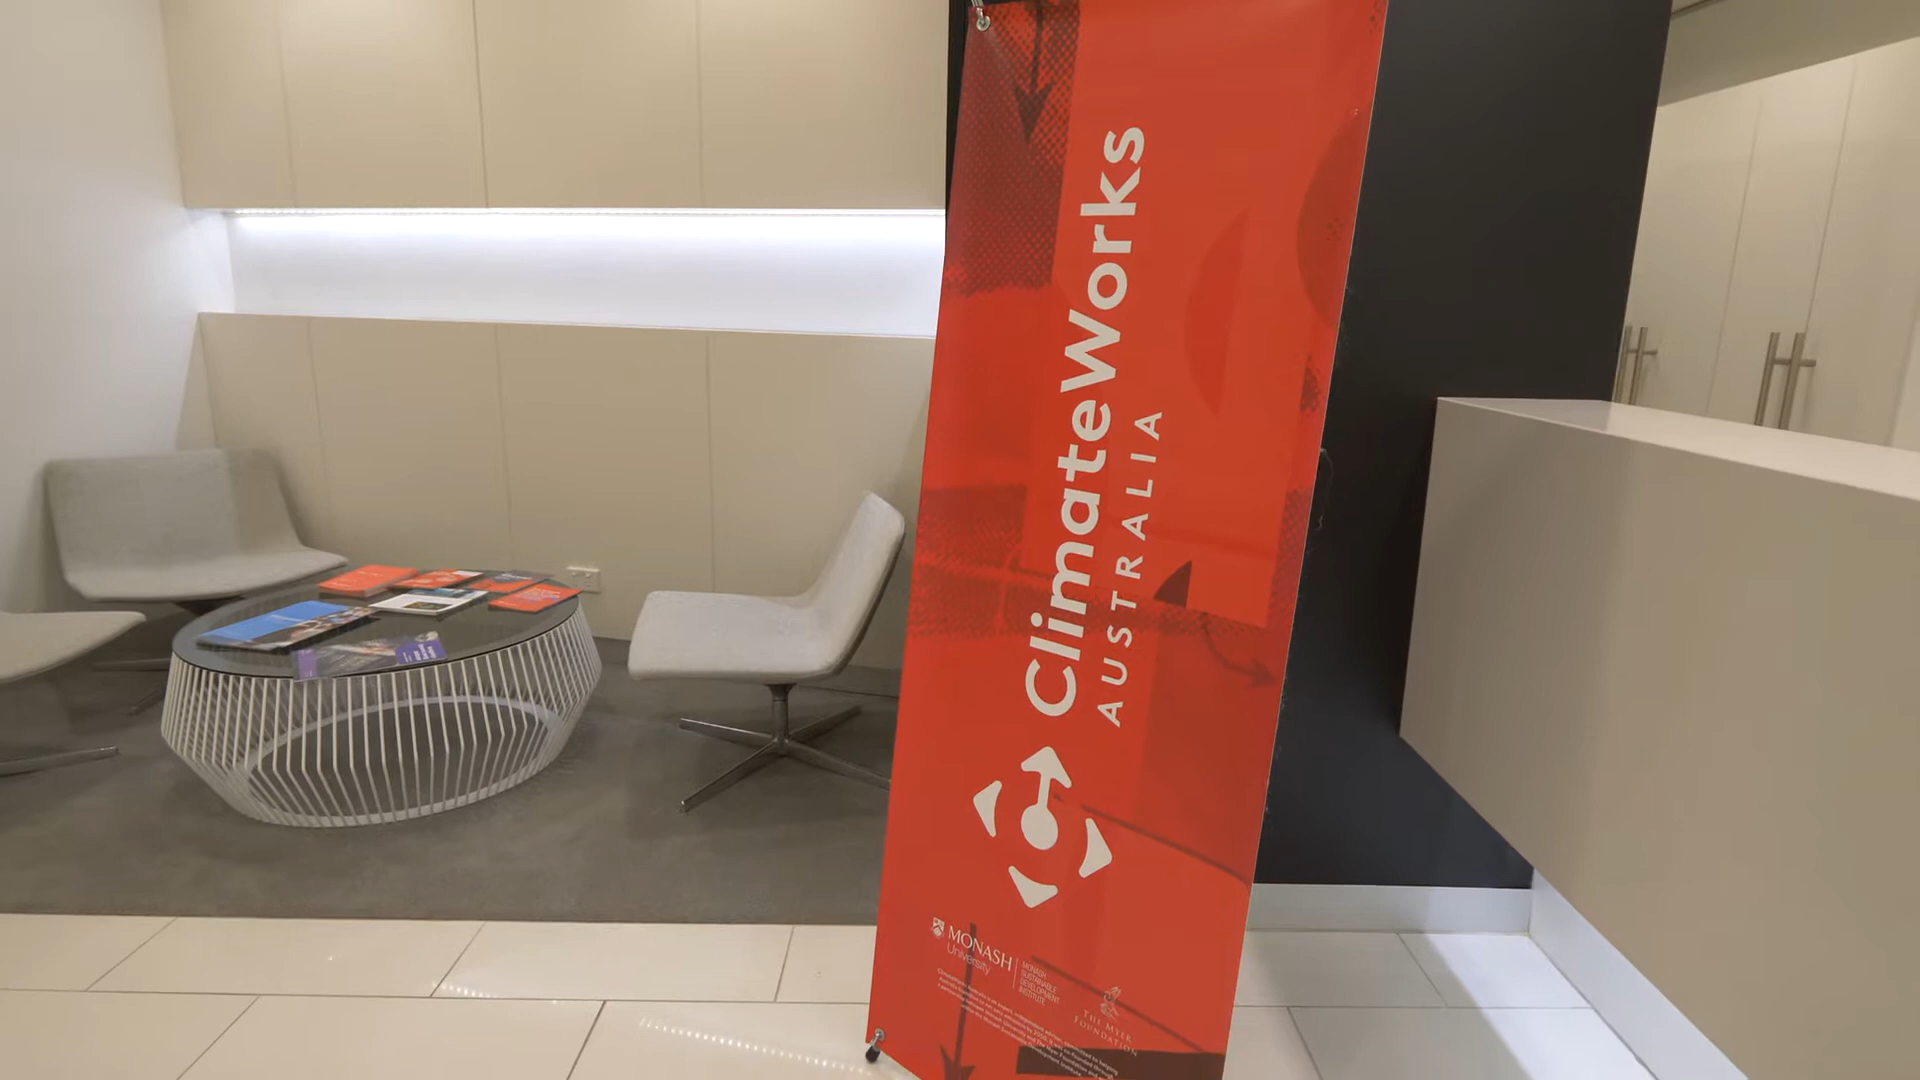 ClimateWorks
AUSTRALIA
MONASH
University
MONASH
SUSTAINABLE
DEVELOPMENT
INSTITUTE
THE MYER
FOUNDATION